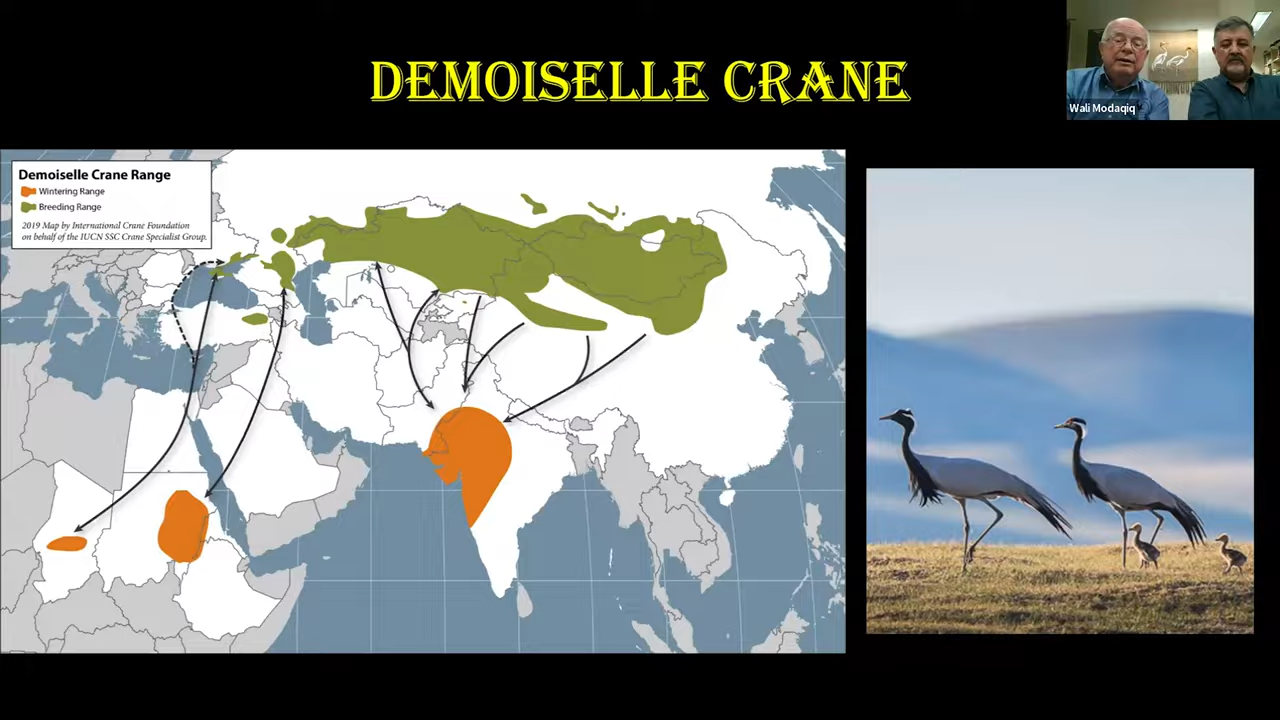 DEMOISELLE CRANE
Wali Modaqiq
Demoiselle Crane Range
Wintering Range
Breeding Range
2019 Map by International Crane Foundation
on behalf of the IUCN SSC Crane Specialist Group.